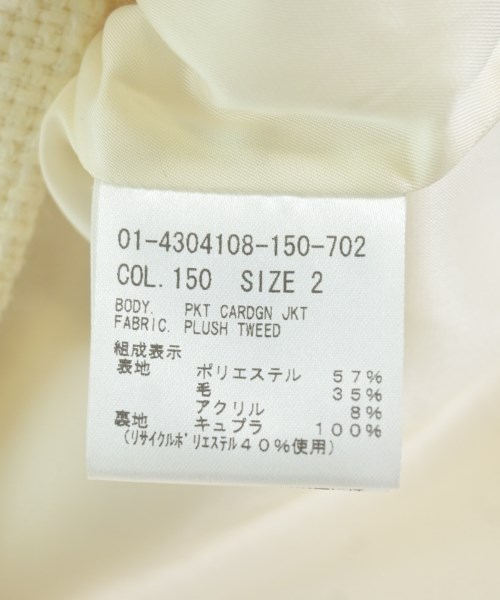 01-4304108-150-702
COL.150 SIZE 2
BODY. PKT CARDGN JKT
FABRIC. PLUSH TWEED
組成表示
表地 ポリエステル 57%
毛 35%
アクリル 8%
裏地 キュプラ 100%
(リサイクルポリエステル40%使用)